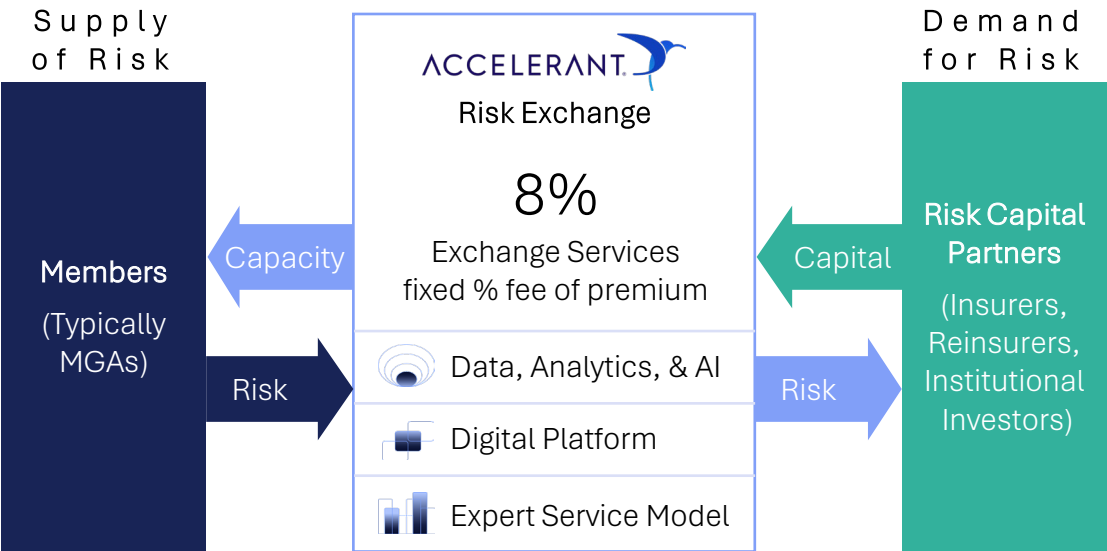 Supply
of Risk
Members
(Typically
MGAs)
Capacity
Risk
ACCELERANT®
Risk Exchange
8%
Exchange Services
fixed % fee of premium
Data, Analytics, & AI
Digital Platform
Expert Service Model
Capital
Risk
Demand
for Risk
Risk Capital
Partners
(Insurers,
Reinsurers,
Institutional
Investors)